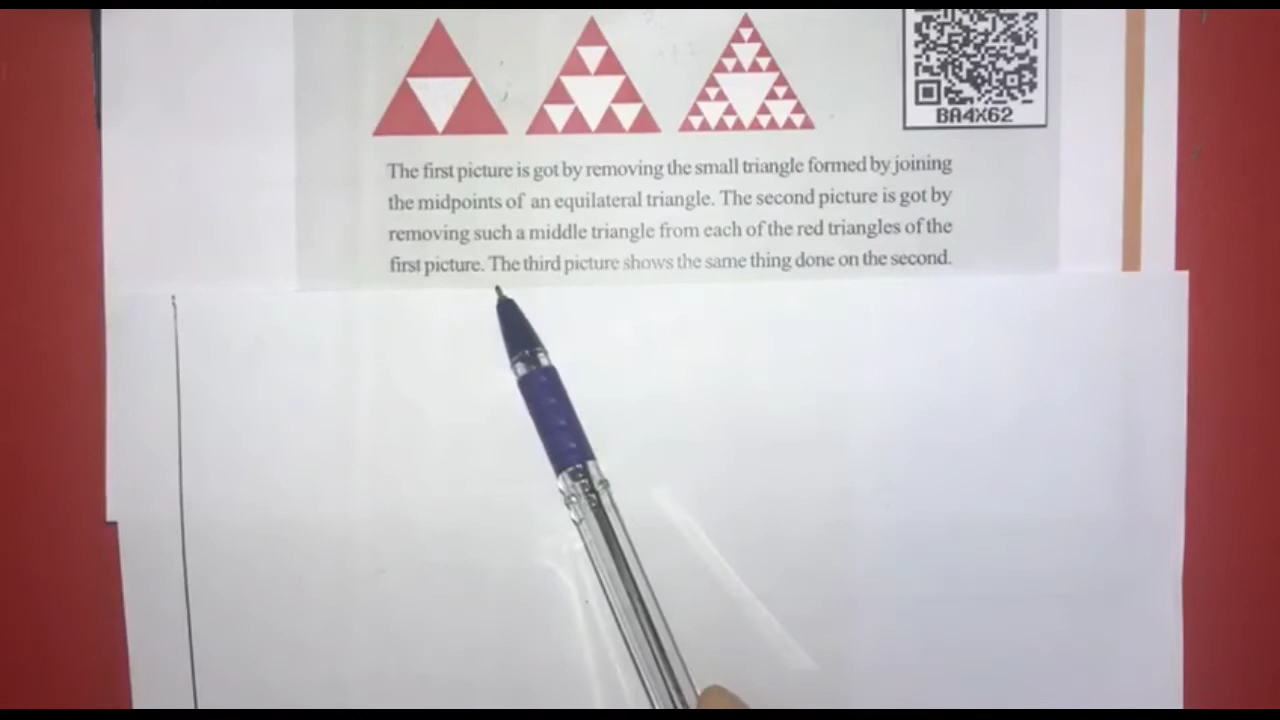 BA4X62
The first picture is got by removing the small triangle formed by joining
the midpoints of an equilateral triangle. The second picture is got by
removing such a middle triangle from each of the red triangles of the
first picture. The third picture shows the same thing done on the second.